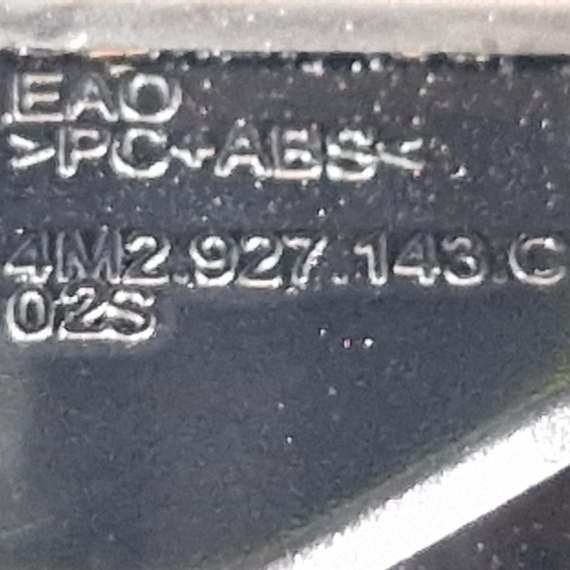 EAO
>PC+ABS<
4M2.927.143.C
02S